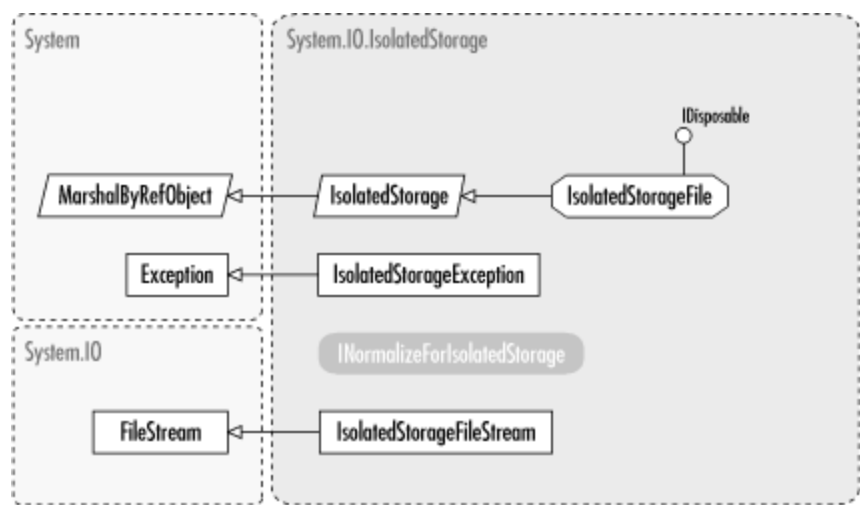 System
System.IO.IsolatedStorage
IDisposable
MarshalByRefObject
IsolatedStorage
IsolatedStorageFile
Exception
IsolatedStorageException
System.IO
INormalizeForIsolatedStorage
FileStream
IsolatedStorageFileStream